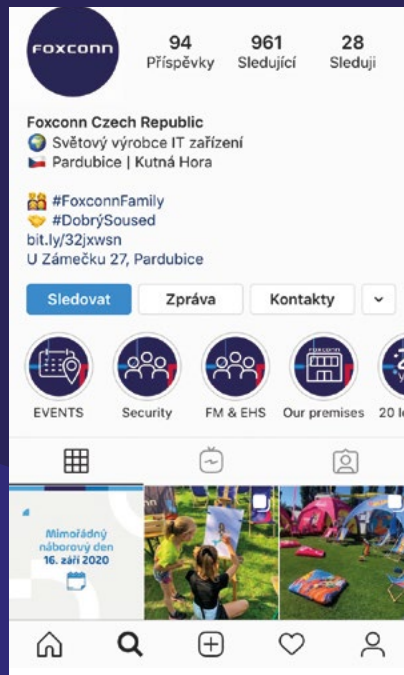 FOXCONN
94 961 28
Příspěvky Sledující Sleduji
Foxconn Czech Republic
Světový výrobce IT zařízení
Pardubice | Kutná Hora
#FoxconnFamily
#DobrýSoused
bit.ly/32jxwsn
U Zámečku 27, Pardubice
Sledovat Zpráva Kontakty
EVENTS Security FM & EHS Our premises 20 le
Mimořádný
náborový den
16. září 2020